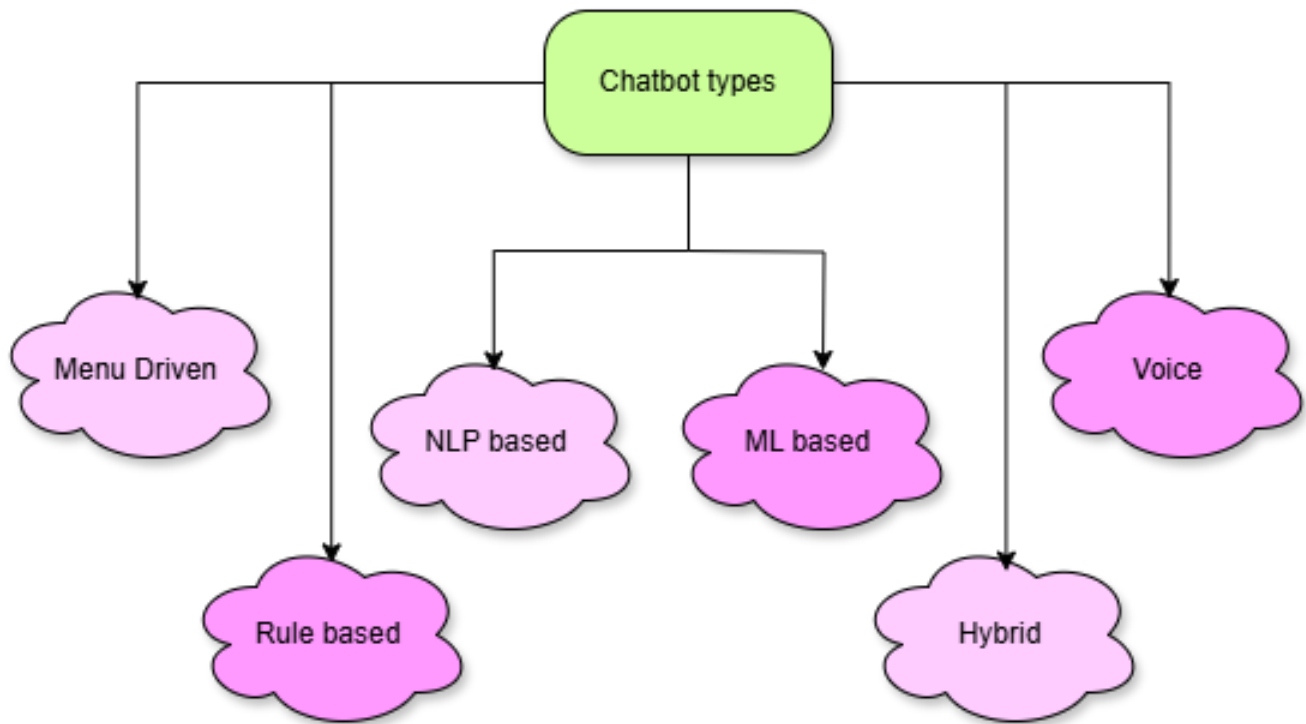 Chatbot types
Menu Driven
Voice
NLP based
ML based
Rule based
Hybrid